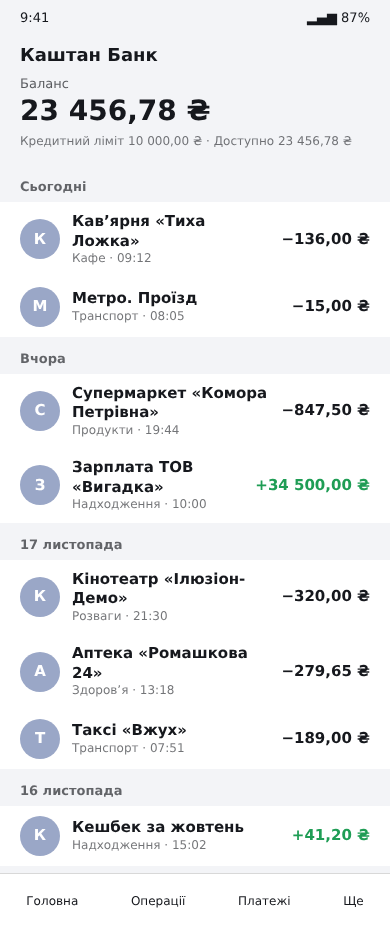 9:41 87%
Каштан Банк
Баланс
23 456,78 ₴
Кредитний ліміт 10 000,00 ₴ · Доступно 23 456,78 ₴
Сьогодні
К Кав’ярня «Тиха
Ложка» −136,00 ₴
Кафе · 09:12
М Метро. Проїзд −15,00 ₴
Транспорт · 08:05
Вчора
С Супермаркет «Комора
Петрівна» −847,50 ₴
Продукти · 19:44
З Зарплата ТОВ
«Вигадка» +34 500,00 ₴
Надходження · 10:00
17 листопада
К Кінотеатр «Ілюзіон-
Демо» −320,00 ₴
Розваги · 21:30
А Аптека «Ромашкова
24» −279,65 ₴
Здоров’я · 13:18
Т Таксі «Вжух» −189,00 ₴
Транспорт · 07:51
16 листопада
К Кешбек за жовтень +41,20 ₴
Надходження · 15:02
Головна Операції Платежі Ще